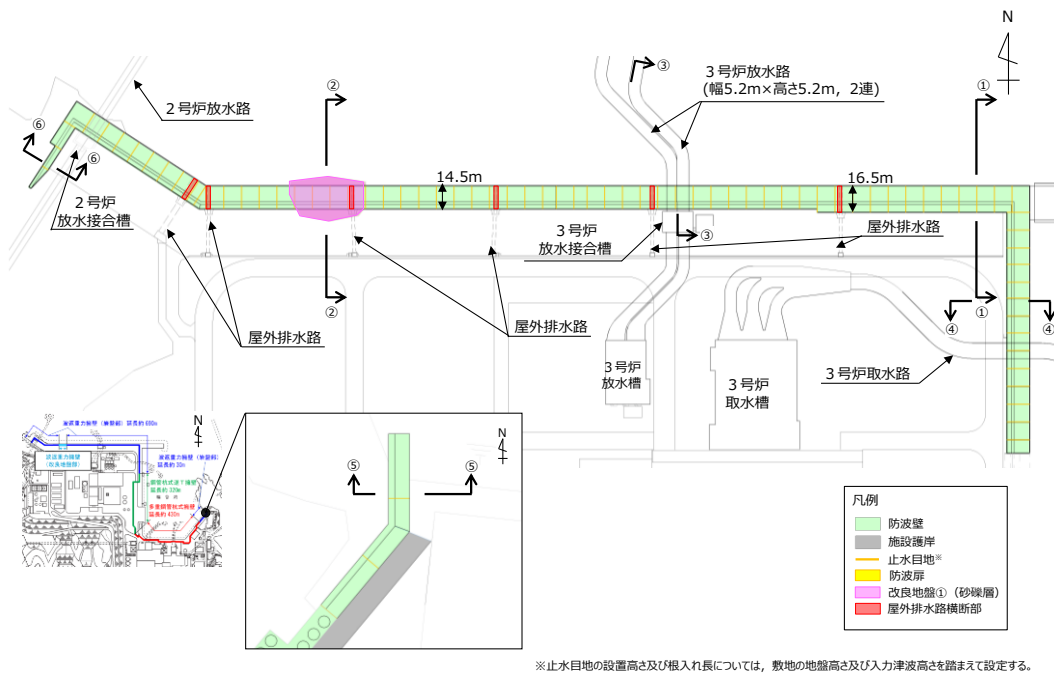 N
3号炉放水路
(幅5.2m×高さ5.2m，2連)
③
①
②
2号炉放水路
⑥
⑥
14.5m
16.5m
2号炉
放水接合槽
3号炉
放水接合槽
③
屋外排水路
②
①
屋外排水路
屋外排水路
④
④
3号炉
放水槽
3号炉
取水槽
3号炉取水路
N
延長約680m
N
⑤
⑤
凡例
防波壁
施設護岸
止水目地※
防波扉
改良地盤①（砂礫層）
屋外排水路横断部
※止水目地の設置高さ及び根入れ長については，敷地の地盤高さ及び入力津波高さを踏まえて設定する。